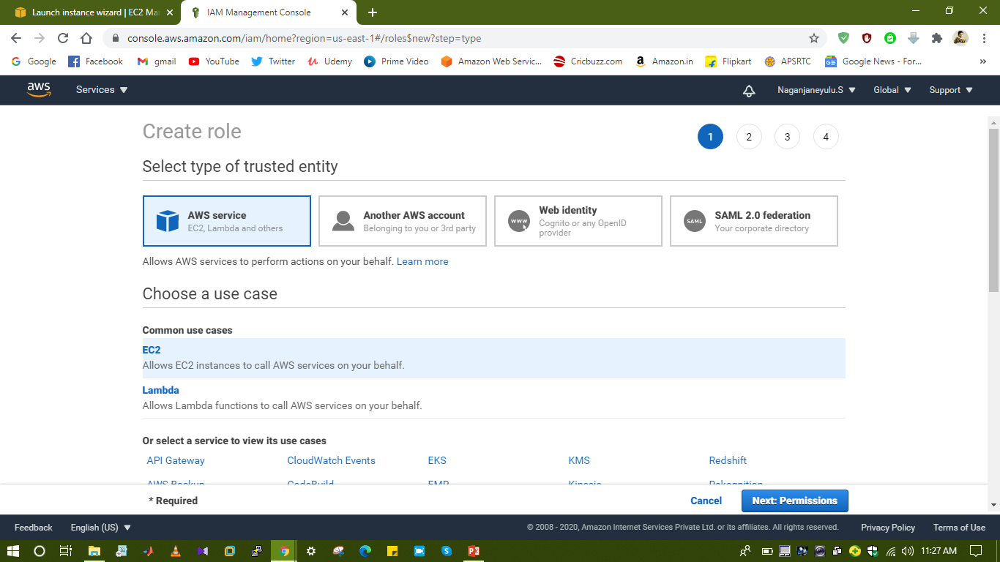 Launch instance wizard | EC2 Ma
IAM Management Console
console.aws.amazon.com/iam/home?region=us-east-1#/roles$new?step=type
Google Facebook gmail YouTube Twitter Udemy Prime Video Amazon Web Servic... Cricbuzz.com Amazon.in Flipkart APSRTC Google News - For...
aws Services Naganjaneyulu.S Global Support
Create role
1 2 3 4
Select type of trusted entity
AWS service
EC2, Lambda and others
Another AWS account
Belonging to you or 3rd party
WWW
Web identity
Cognito or any OpenID
provider
SAML
SAML 2.0 federation
Your corporate directory
Allows AWS services to perform actions on your behalf. Learn more
Choose a use case
Common use cases
EC2
Allows EC2 instances to call AWS services on your behalf.
Lambda
Allows Lambda functions to call AWS services on your behalf.
Or select a service to view its use cases
API Gateway CloudWatch Events EKS KMS Redshift
AWS Backup CodeBuild EMR Kinesis Rekognition
* Required Cancel Next: Permissions
Feedback English (US) © 2008 - 2020, Amazon Internet Services Private Ltd. or its affiliates. All rights reserved. Privacy Policy Terms of Use
11:27 AM